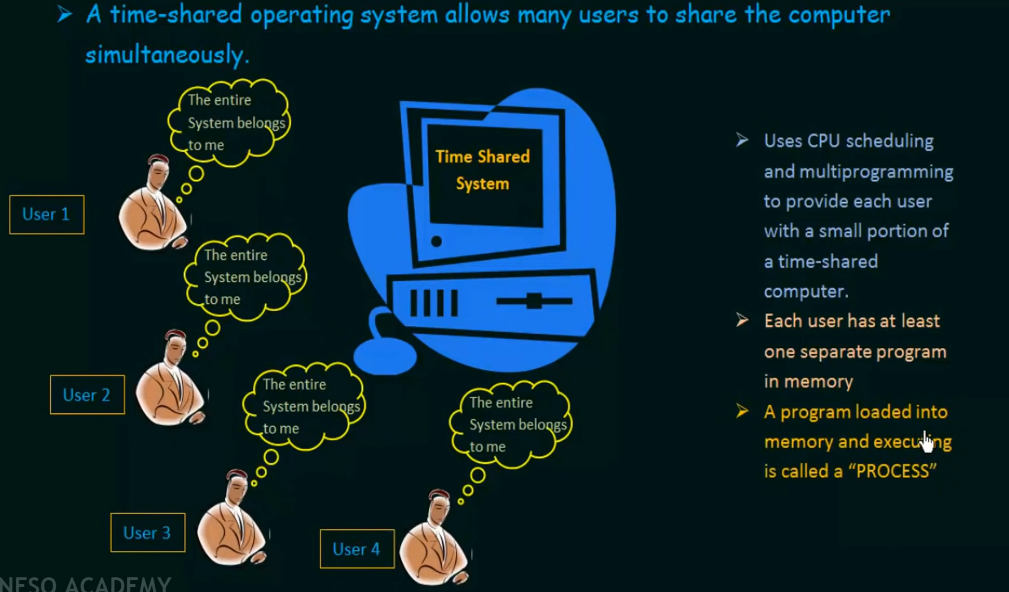 A time-shared operating system allows many users to share the computer
simultaneously.
The entire
System belongs
to me
User 1
The entire
System belongs
to me
User 2
The entire
System belongs
to me
User 3
The entire
System belongs
to me
User 4
Time Shared
System
Uses CPU scheduling
and multiprogramming
to provide each user
with a small portion of
a time-shared
computer.
Each user has at least
one separate program
in memory
A program loaded into
memory and executing
is called a “PROCESS”
NESO ACADEMY